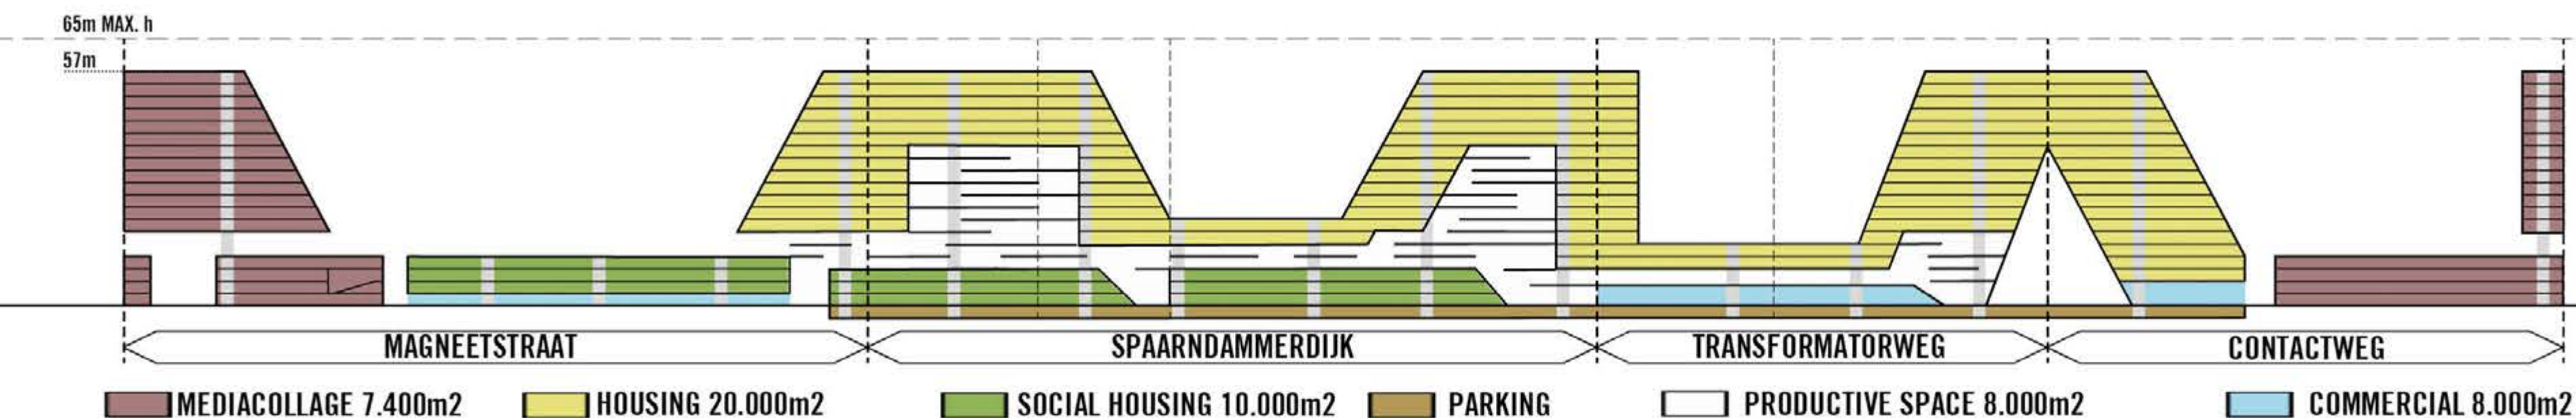 65m MAX. h
57m
MAGNEETSTRAAT SPAARNDAMMERDIJK TRANSFORMATORWEG CONTACTWEG
MEDIACOLLAGE 7.400m2 HOUSING 20.000m2 SOCIAL HOUSING 10.000m2 PARKING PRODUCTIVE SPACE 8.000m2 COMMERCIAL 8.000m2